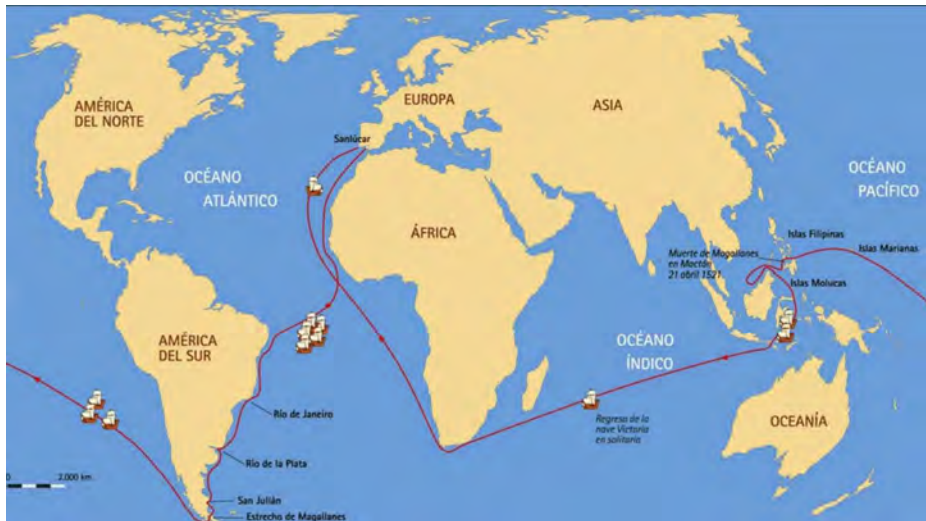 AMÉRICA
DEL NORTE
EUROPA
ASIA
Sanlúcar
OCÉANO
ATLÁNTICO
OCÉANO
PACÍFICO
ÁFRICA
Islas Filipinas
Islas Marianas
Muerte de Magallanes
en Mactán
21 abril 1521
Islas Molucas
AMÉRICA
DEL SUR
OCÉANO
ÍNDICO
Río de Janeiro
Regreso de la
nave Victoria
en solitario
OCEANÍA
Río de la Plata
0 2.000 km.
San Julián
Estrecho de Magallanes